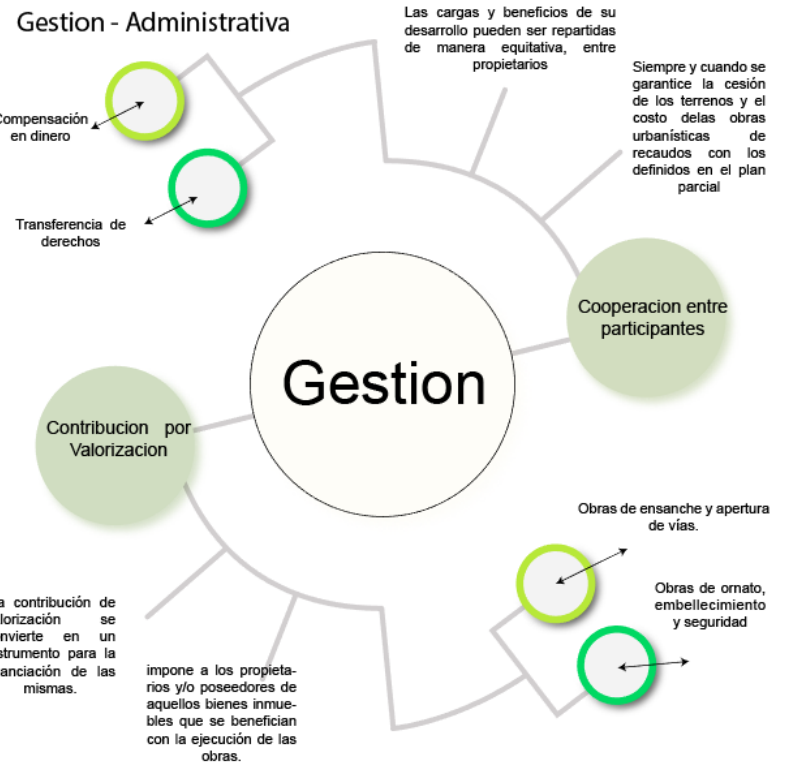 Gestion - Administrativa
Las cargas y beneficios de su
desarrollo pueden ser repartidas
de manera equitativa, entre
propietarios
Siempre y cuando se
garantice la cesión
de los terrenos y el
costo delas obras
urbanísticas de
recaudos con los
definidos en el plan
parcial
Compensación
en dinero
Transferencia de
derechos
Cooperacion entre
participantes
Gestion
Contribucion por
Valorizacion
Obras de ensanche y apertura
de vías.
Obras de ornato,
embellecimiento
y seguridad
contribución de
se
en un
para la
de las
mismas.
impone a los propieta-
rios y/o poseedores de
aquellos bienes inmue-
bles que se benefician
con la ejecución de las
obras.